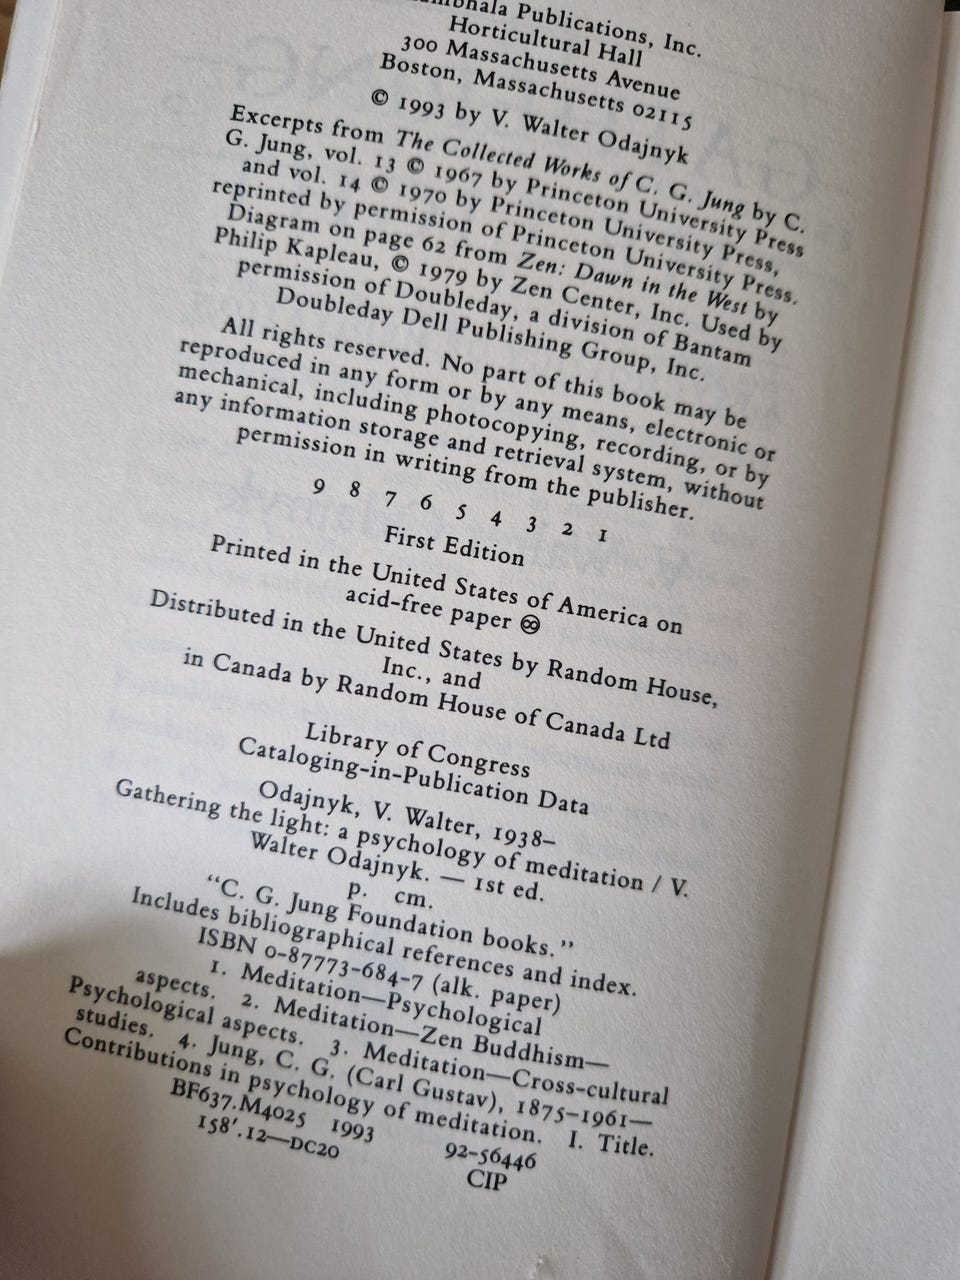 Publications, Inc.
Horticultural Hall
300 Massachusetts Avenue
Boston, Massachusetts 02115
© 1993 by V. Walter Odajnyk
Excerpts from The Collected Works of C. G. Jung by C.
G. Jung, vol. 13 © 1967 by Princeton University Press
and vol. 14 © 1970 by Princeton University Press,
reprinted by permission of Princeton University Press.
Diagram on page 62 from Zen: Dawn in the West by
Philip Kapleau, © 1979 by Zen Center, Inc. Used by
permission of Doubleday, a division of Bantam
Doubleday Dell Publishing Group, Inc.
All rights reserved. No part of this book may be
reproduced in any form or by any means, electronic or
mechanical, including photocopying, recording, or by
any information storage and retrieval system, without
permission in writing from the publisher.
9 8 7 6 5 4 3 2 1
First Edition
Printed in the United States of America on
acid-free paper ♾
Distributed in the United States by Random House,
Inc., and
in Canada by Random House of Canada Ltd
Library of Congress
Cataloging-in-Publication Data
Odajnyk, V. Walter, 1938–
Gathering the light: a psychology of meditation / V.
Walter Odajnyk. — 1st ed.
p. cm.
“C. G. Jung Foundation books.”
Includes bibliographical references and index.
ISBN 0-87773-684-7 (alk. paper)
1. Meditation—Psychological
aspects. 2. Meditation—Zen Buddhism—
Psychological aspects. 3. Meditation—Cross-cultural
studies. 4. Jung, C. G. (Carl Gustav), 1875–1961—
Contributions in psychology of meditation. I. Title.
BF637.M4025 1993 92-56446
158'.12—DC20 CIP